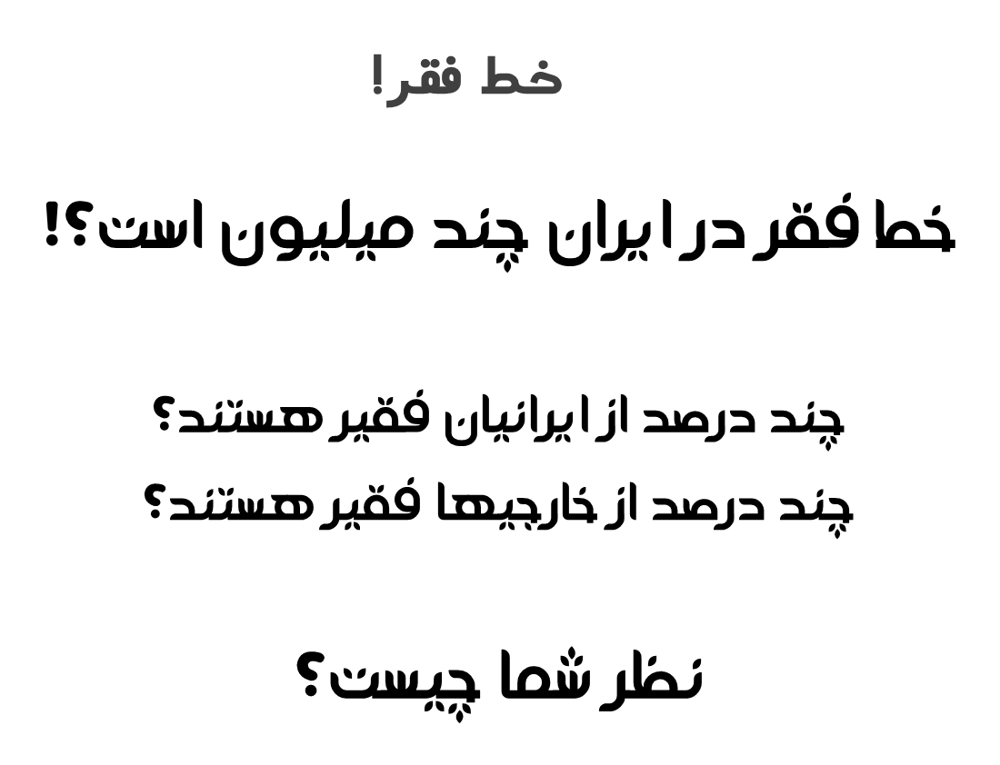 خط فقر!
خط فقر در ایران چند میلیون است؟!
چند درصد از ایرانیان فقیر هستند؟
چند درصد از خارجیها فقیر هستند؟
نظر شما چیست؟